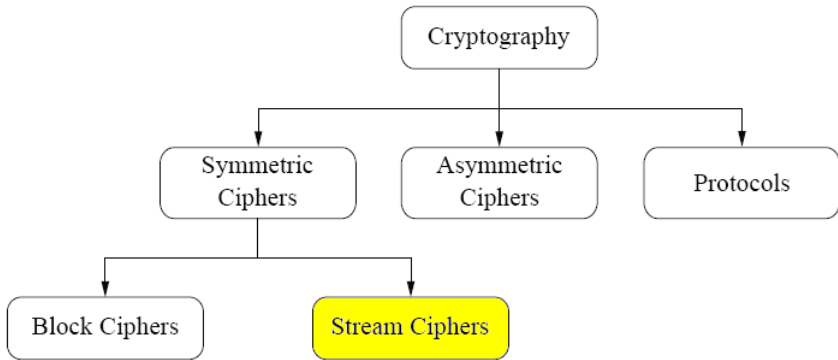 Cryptography
Symmetric
Ciphers
Asymmetric
Ciphers
Protocols
Block Ciphers
Stream Ciphers